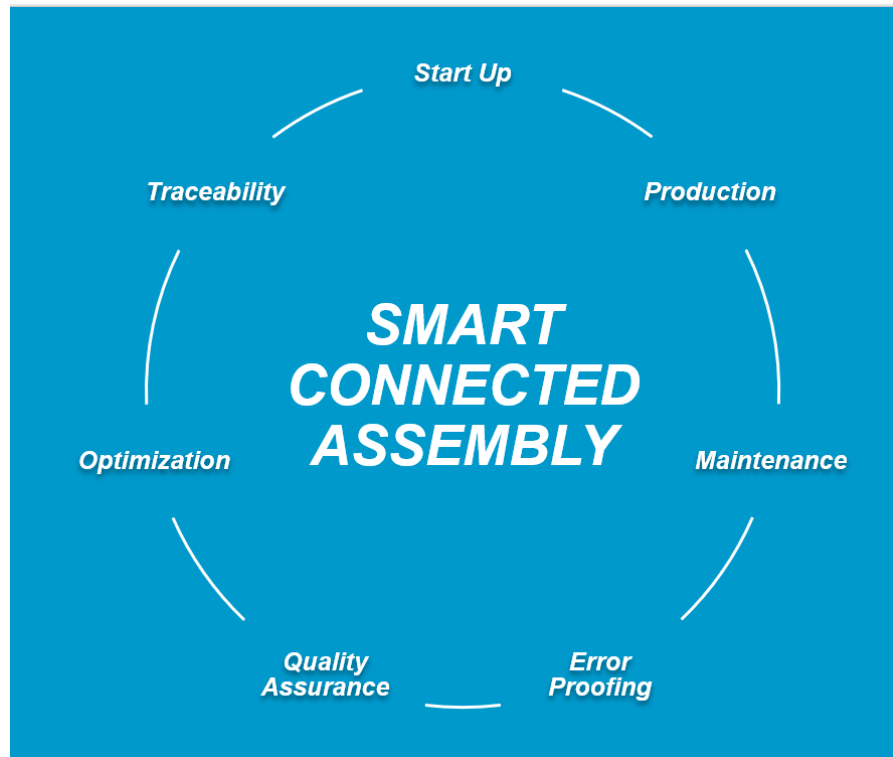 Start Up
Traceability
Production
SMART
CONNECTED
ASSEMBLY
Optimization
Maintenance
Quality
Assurance
Error
Proofing